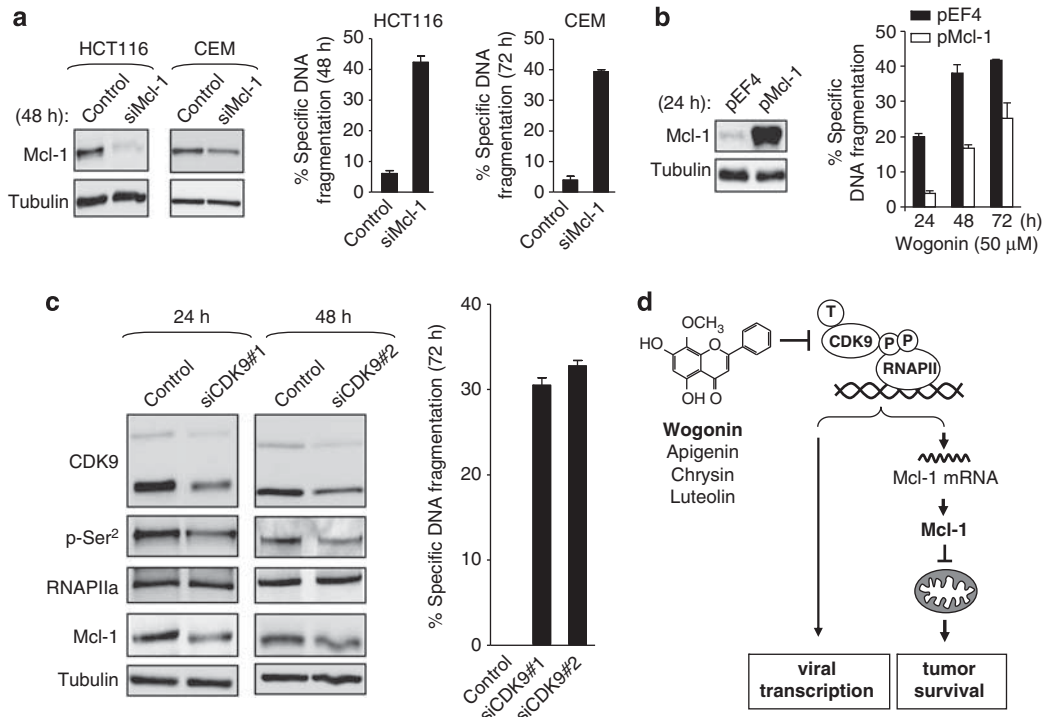 a
HCT116
CEM
Control
siMcl-1
Control
siMcl-1
(48 h):
Mcl-1
Tubulin
HCT116
% Specific DNA
fragmentation (48 h)
50
40
30
20
10
0
Control
siMcl-1
CEM
% Specific DNA
fragmentation (72 h)
50
40
30
20
10
0
Control
siMcl-1
b
(24 h):
pEF4
pMcl-1
Mcl-1
Tubulin
pEF4
pMcl-1
% Specific
DNA fragmentation
50
40
30
20
10
0
24 48 72 (h)
Wogonin (50 μM)
c
24 h
48 h
Control
siCDK9#1
Control
siCDK9#2
CDK9
p-Ser²
RNAPIIa
Mcl-1
Tubulin
% Specific DNA fragmentation (72 h)
40
30
20
10
0
Control
siCDK9#1
siCDK9#2
d
OCH₃
HO
O
OH O
Wogonin
Apigenin
Chrysin
Luteolin
T
CDK9
P P
RNAPII
Mcl-1 mRNA
Mcl-1
viral
transcription
tumor
survival